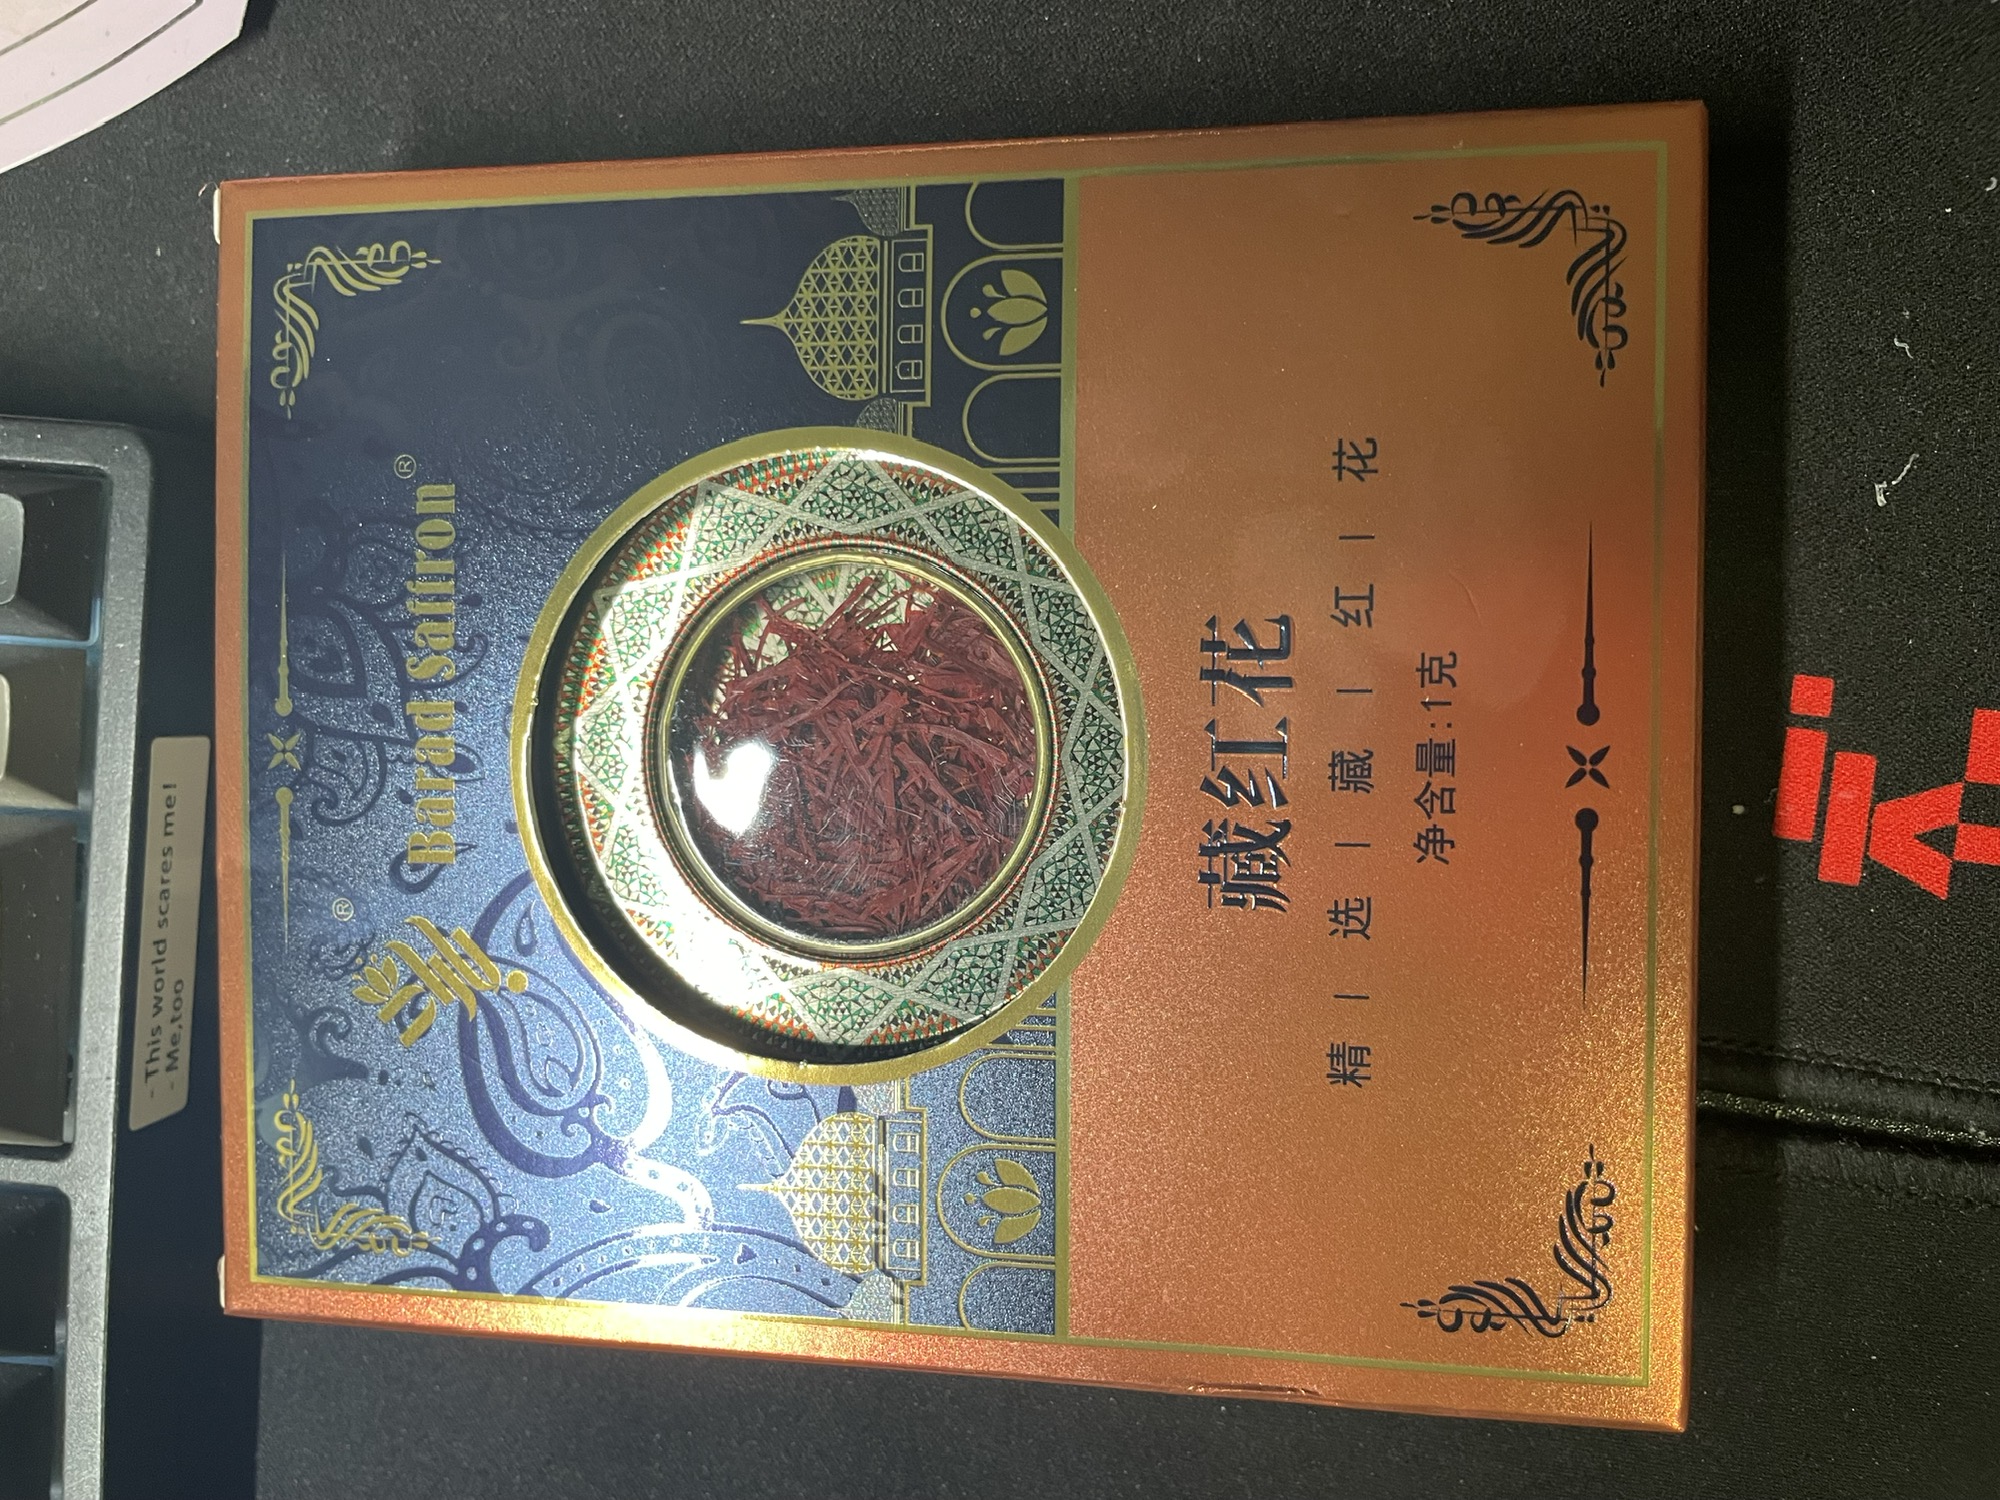 براد®
Barad Saffron®
藏红花
精|选|藏|红|花
净含量:1克
- This world scares me!
- Me,too